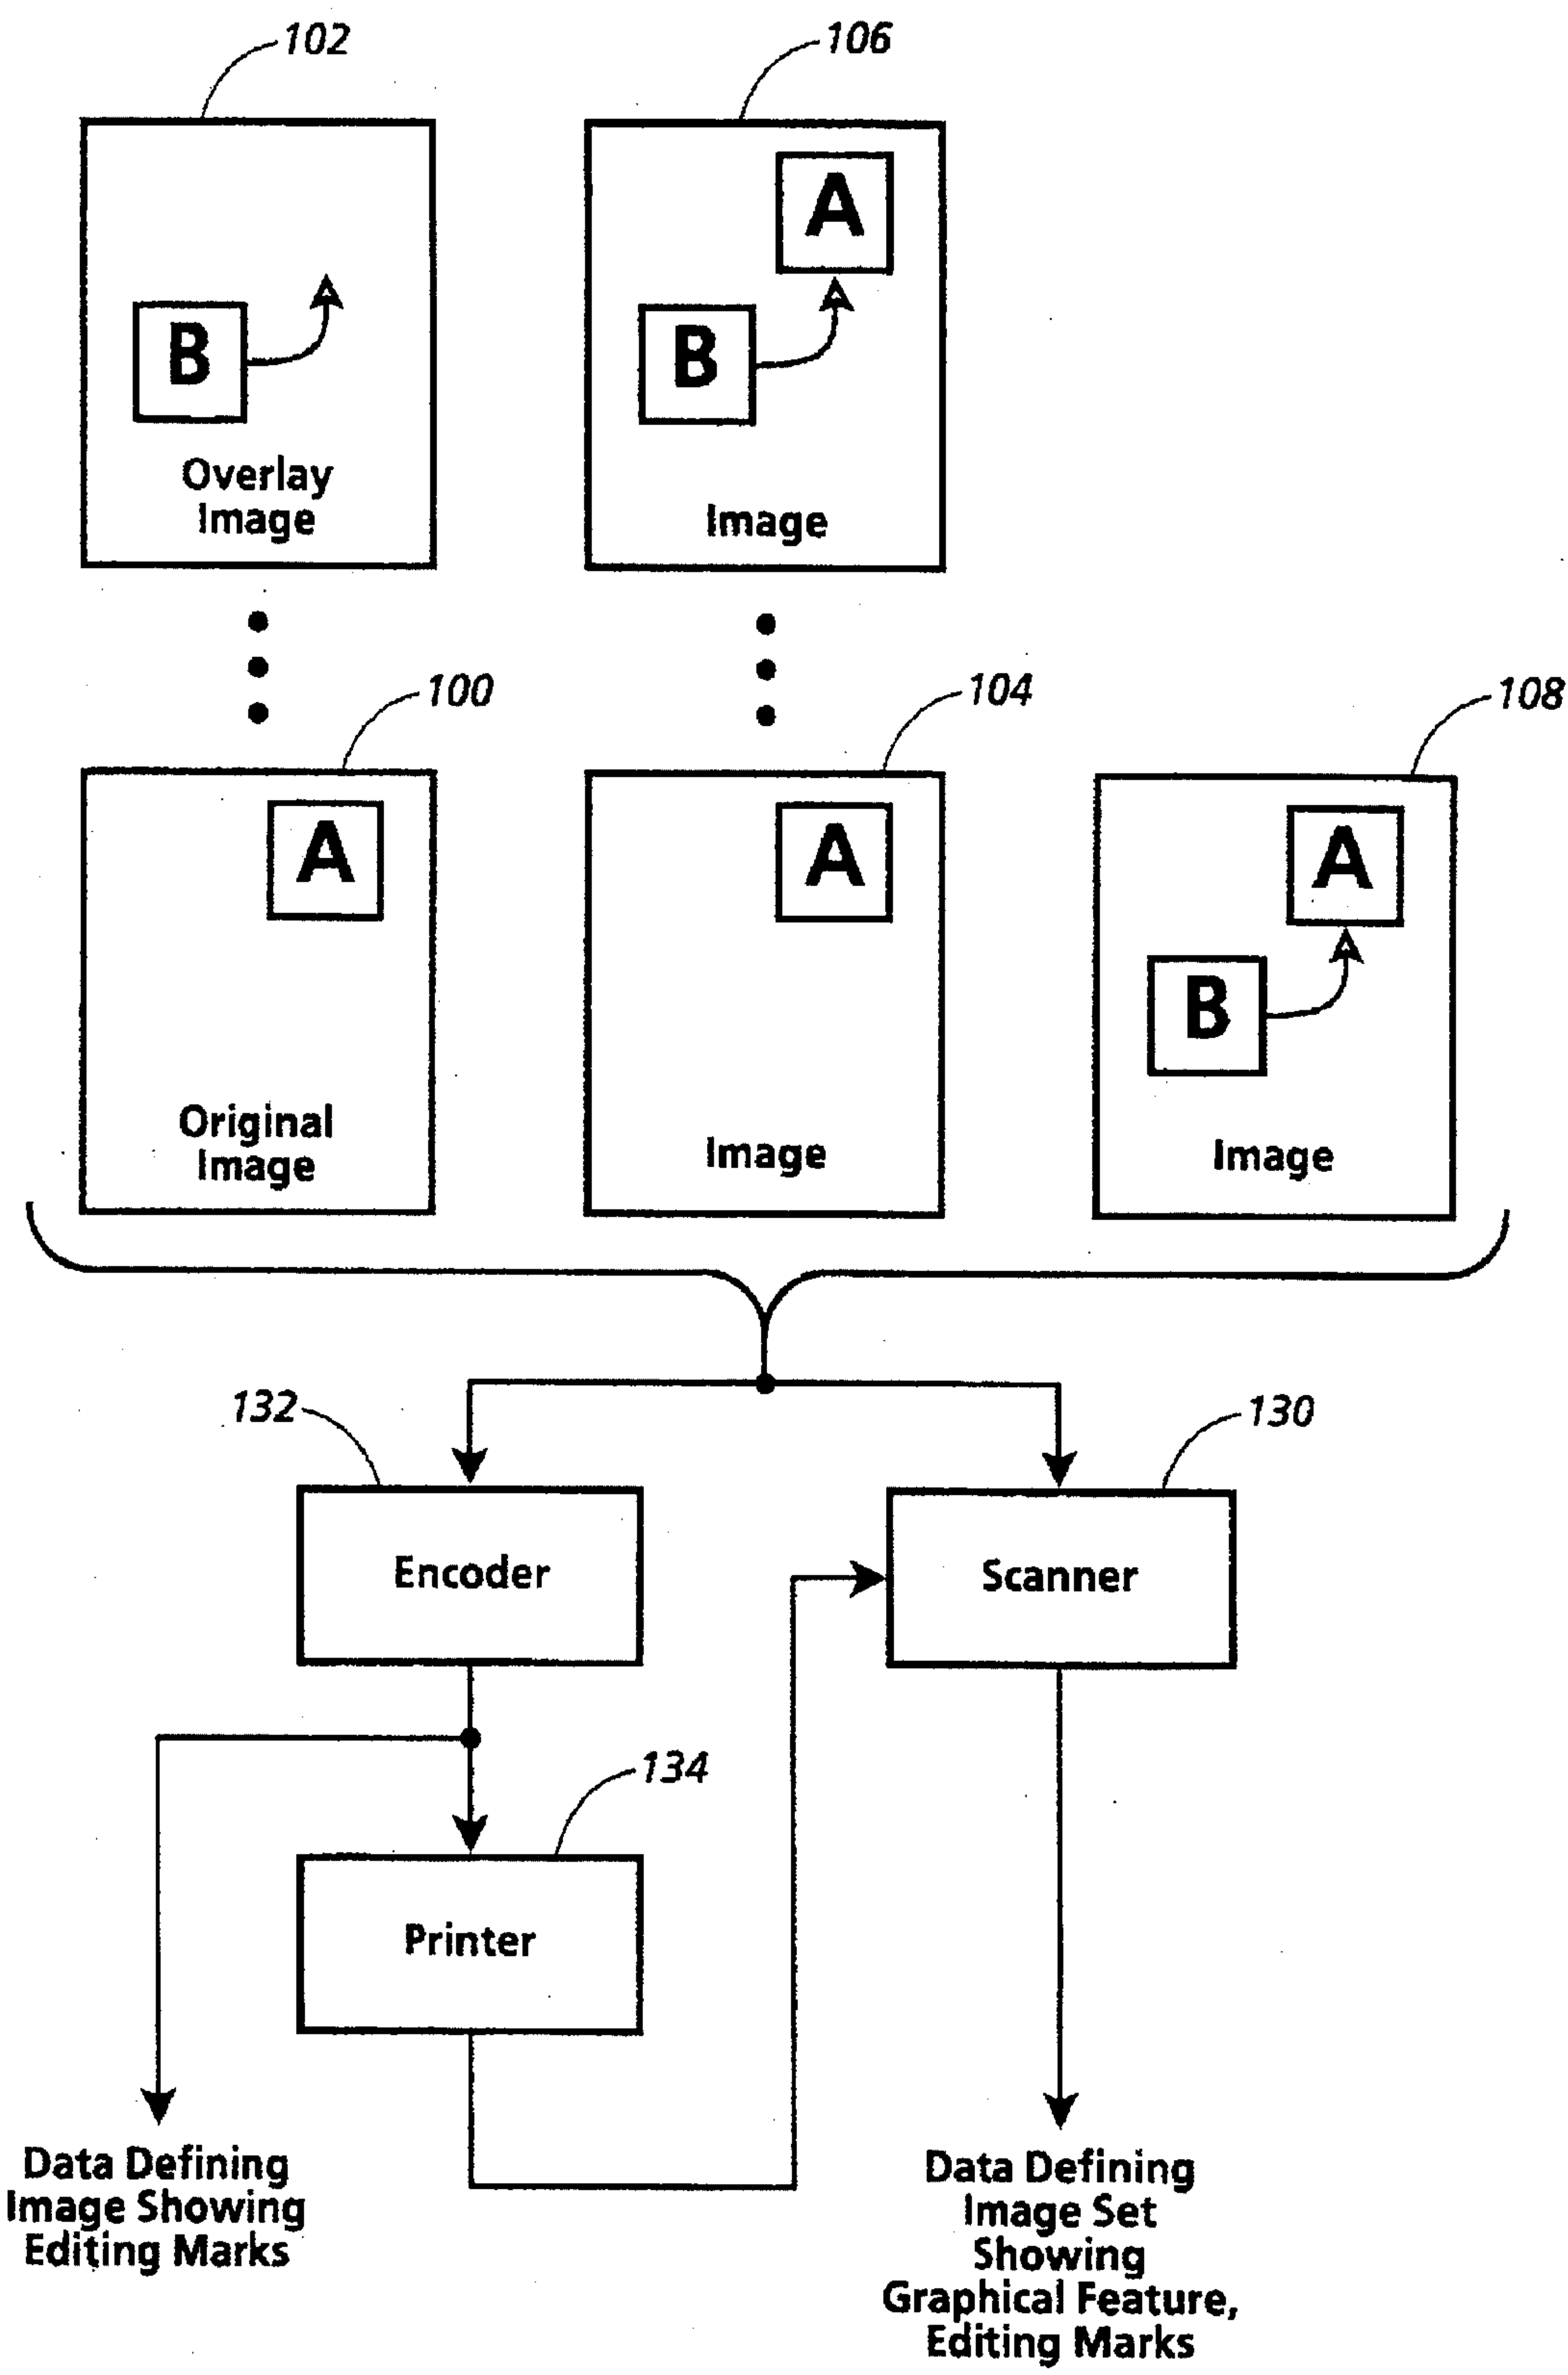 102
106
A
B
B
Overlay
Image
Image
100
104
108
A
A
A
B
Original
Image
Image
Image
132
130
Encoder
Scanner
134
Printer
Data Defining
Image Showing
Editing Marks
Data Defining
Image Set
Showing
Graphical Feature,
Editing Marks